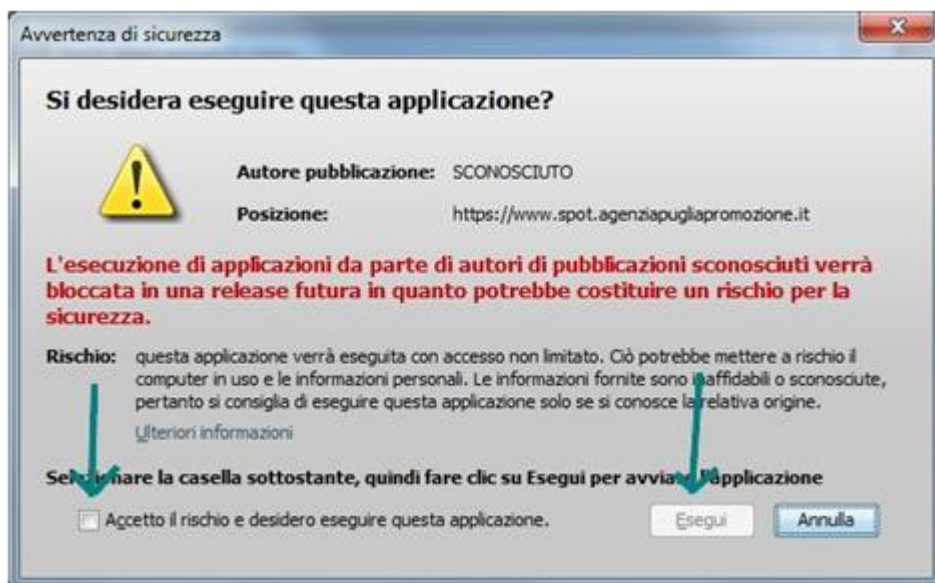 Avvertenza di sicurezza
Si desidera eseguire questa applicazione?
Autore pubblicazione: SCONOSCIUTO
Posizione: https://www.spot.agenziapugliapromozione.it
L'esecuzione di applicazioni da parte di autori di pubblicazioni sconosciuti verrà
bloccata in una release futura in quanto potrebbe costituire un rischio per la
sicurezza.
Rischio: questa applicazione verrà eseguita con accesso non limitato. Ciò potrebbe mettere a rischio il
computer in uso e le informazioni personali. Le informazioni fornite sono inaffidabili o sconosciute,
pertanto si consiglia di eseguire questa applicazione solo se si conosce la relativa origine.
Ulteriori informazioni
Selezionare la casella sottostante, quindi fare clic su Esegui per avviare l'applicazione
Accetto il rischio e desidero eseguire questa applicazione.
Esegui Annulla